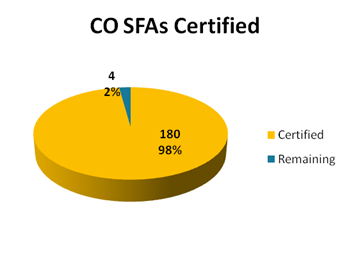 CO SFAs Certified
4
2%
180
98%
Certified
Remaining